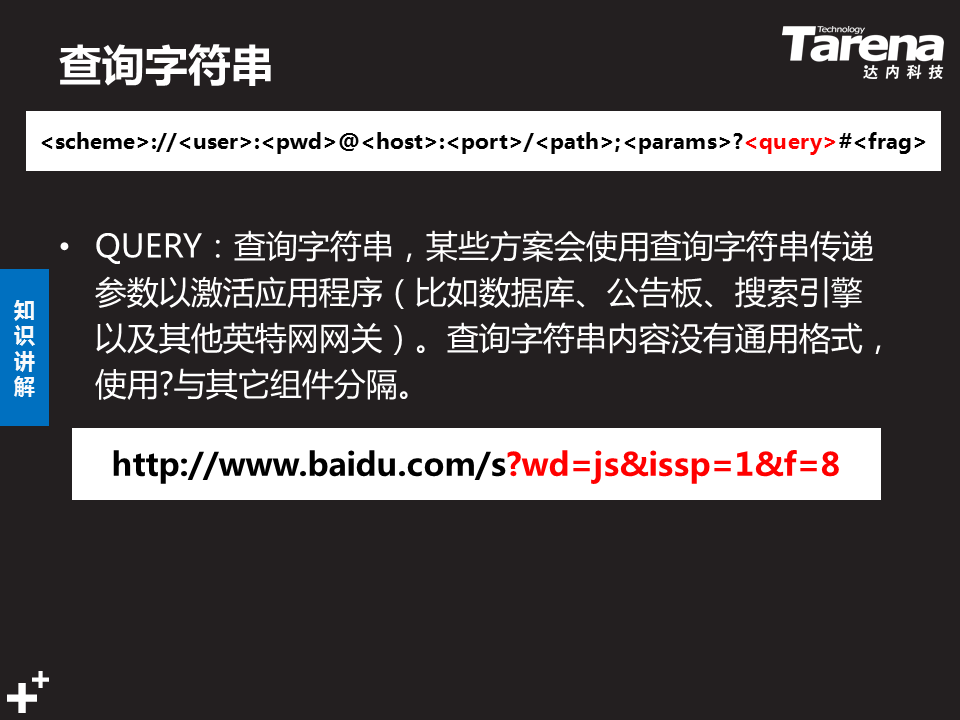 查询字符串
Technology
Tarena
达内科技
<scheme>://<user>:<pwd>@<host>:<port>/<path>;<params>?<query>#<frag>
• QUERY：查询字符串，某些方案会使用查询字符串传递
参数以激活应用程序（比如数据库、公告板、搜索引擎
以及其他英特网网关）。查询字符串内容没有通用格式，
使用?与其它组件分隔。
知
识
讲
解
http://www.baidu.com/s?wd=js&issp=1&f=8